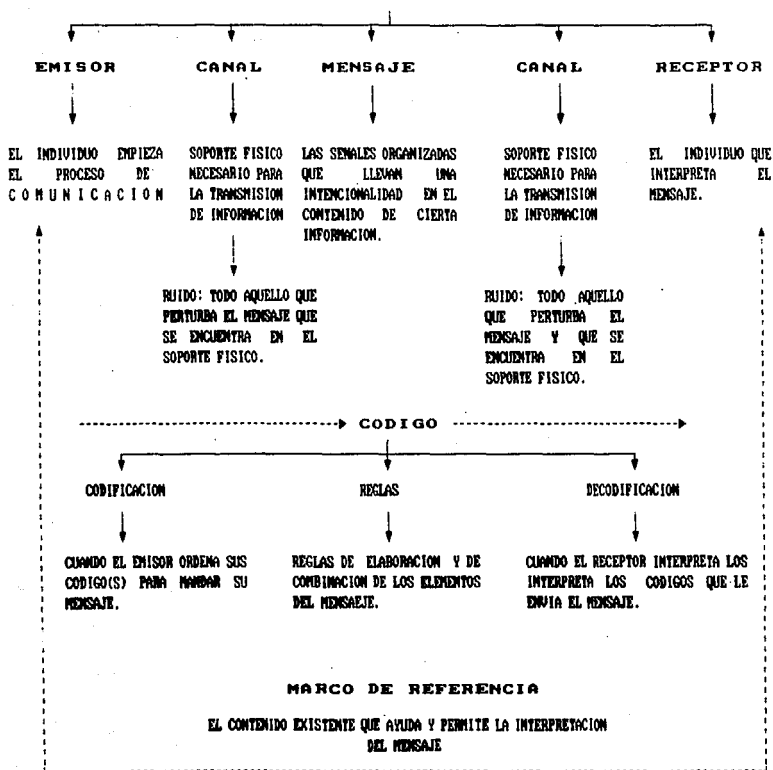 EMISOR
CANAL
MENSAJE
CANAL
RECEPTOR
EL INDIVIDUO EMPIEZA
EL PROCESO DE
COMUNICACION
SOPORTE FISICO
NECESARIO PARA
LA TRANSMISION
DE INFORMACION
LAS SENALES ORGANIZADAS
QUE LLEVAN UNA
INTENCIONALIDAD EN EL
CONTENIDO DE CIERTA
INFORMACION.
SOPORTE FISICO
NECESARIO PARA
LA TRANSMISION
DE INFORMACION
EL INDIVIDUO QUE
INTERPRETA EL
MENSAJE.
RUIDO: TODO AQUELLO QUE
PERTURBA EL MENSAJE QUE
SE ENCUENTRA EN EL
SOPORTE FISICO.
RUIDO: TODO AQUELLO
QUE PERTURBA EL
MENSAJE Y QUE SE
ENCUENTRA EN EL
SOPORTE FISICO.
CODIGO
CODIFICACION
REGLAS
DECODIFICACION
CUANDO EL EMISOR ORDENA SUS
CODIGO(S) PARA MANDAR SU
MENSAJE.
REGLAS DE ELABORACION Y DE
COMBINACION DE LOS ELEMENTOS
DEL MENSAEJE.
CUANDO EL RECEPTOR INTERPRETA LOS
INTERPRETA LOS CODIGOS QUE LE
ENVIA EL MENSAJE.
MARCO DE REFERENCIA
EL CONTENIDO EXISTENTE QUE AYUDA Y PERMITE LA INTERPRETACION
DEL MENSAJE